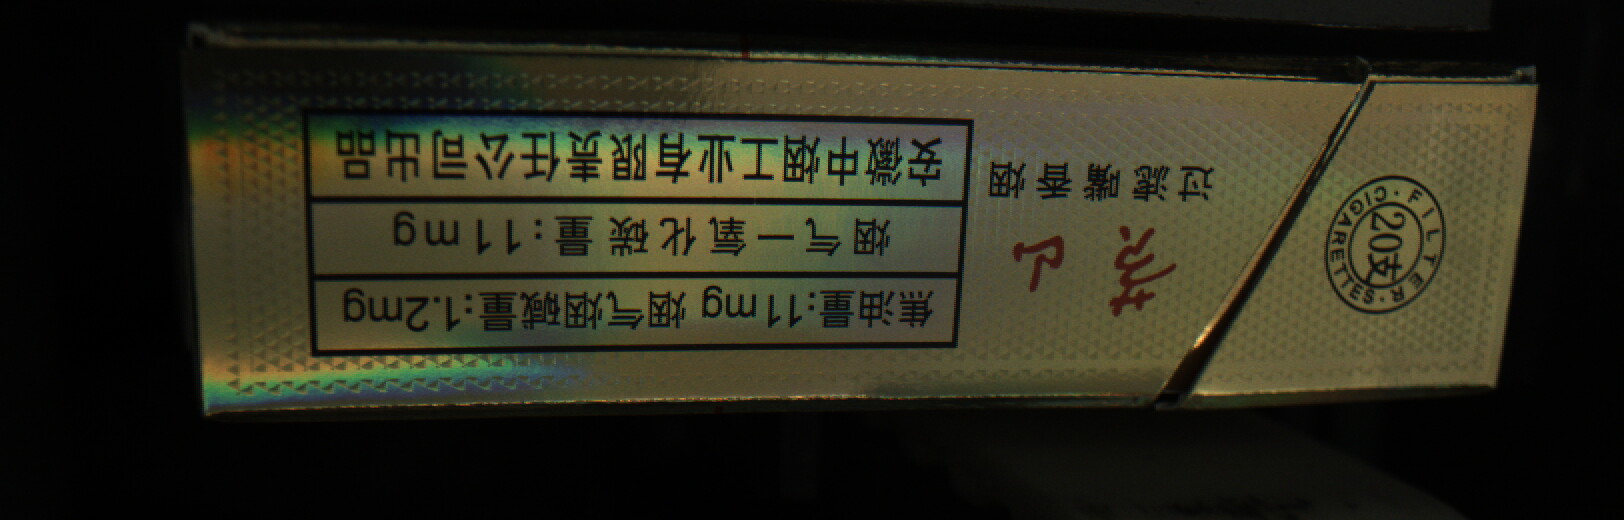 ·FILTER·
CIGARETTES
20支
黄山
过滤嘴香烟
焦油量:11mg 烟气烟碱量:1.2mg
烟气一氧化碳量:11mg
安徽中烟工业有限责任公司出品